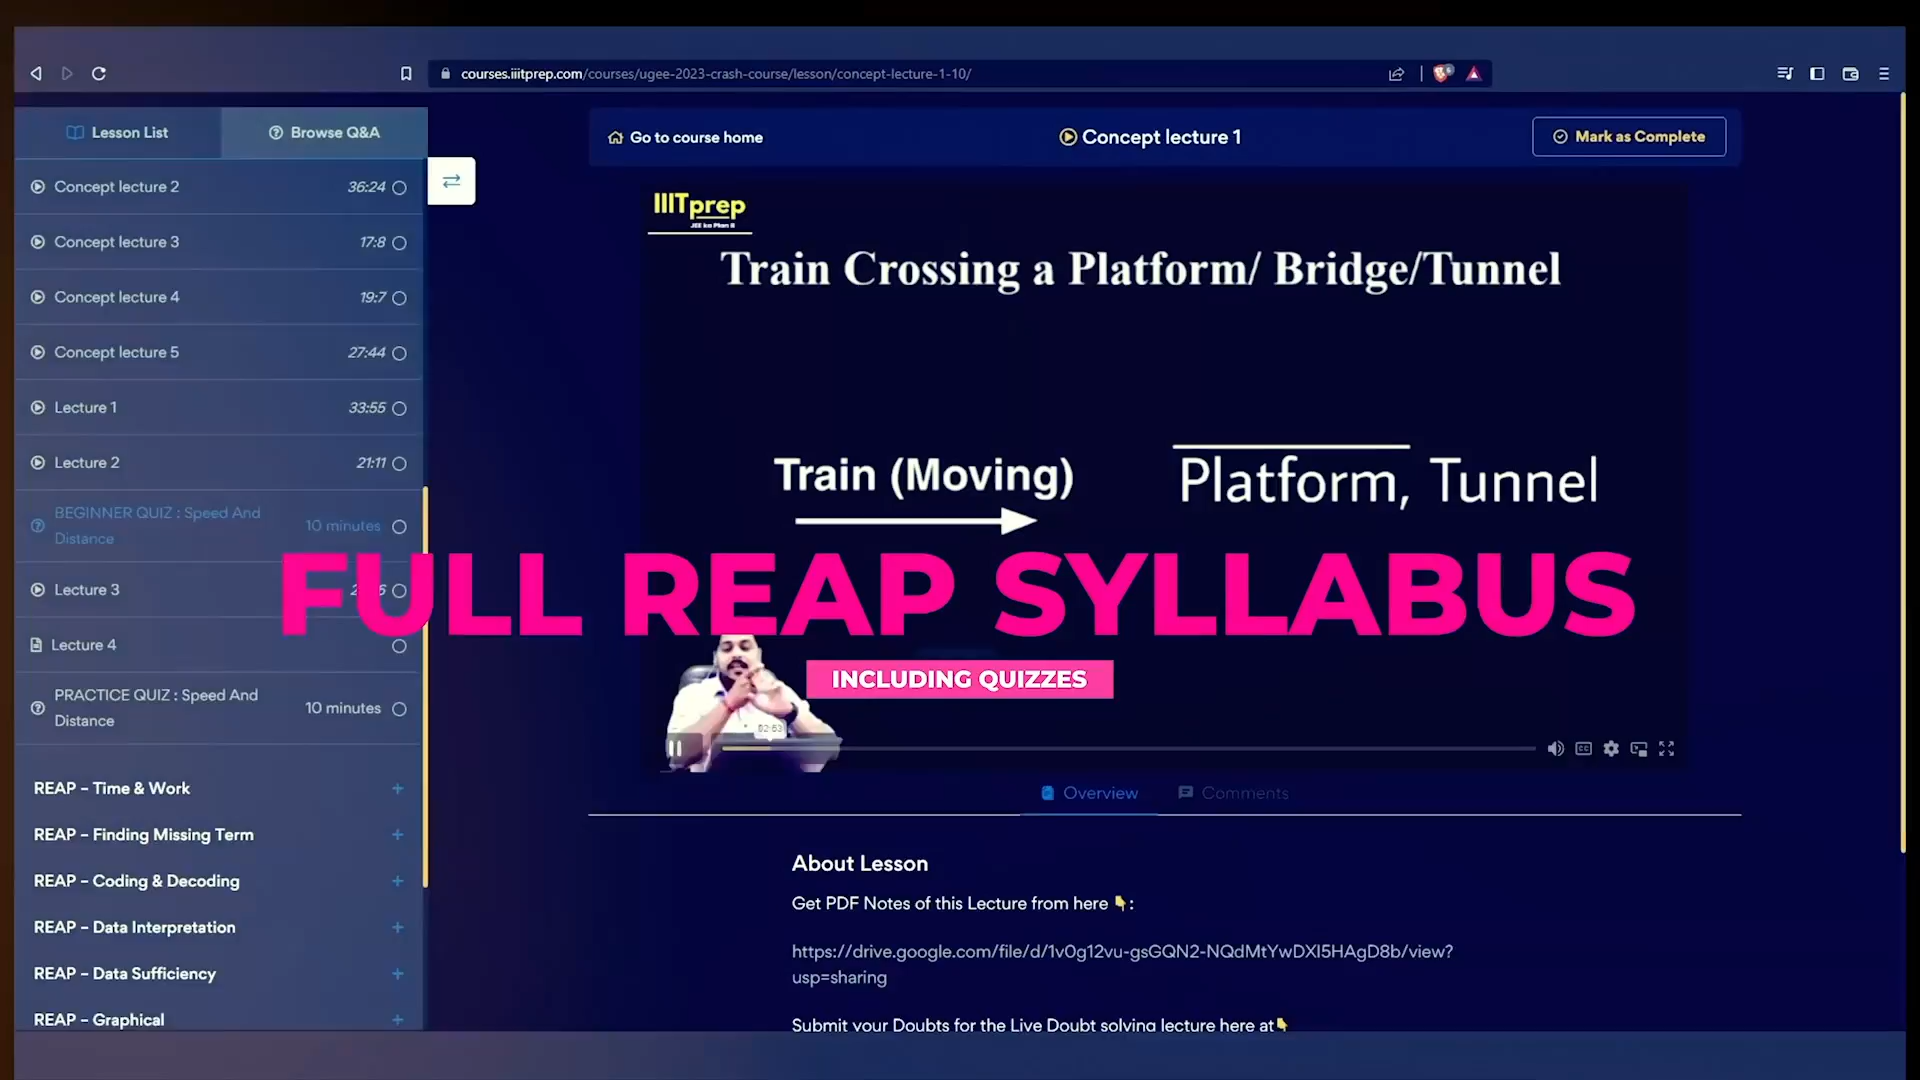 courses.iiitprep.com/courses/ugee-2023-crash-course/lesson/concept-lecture-1-10/
Lesson List
Browse Q&A
Concept lecture 2 36:24
Concept lecture 3 17:8
Concept lecture 4 19:7
Concept lecture 5 27:44
Lecture 1 33:55
Lecture 2 21:11
BEGINNER QUIZ : Speed And
Distance
10 minutes
Lecture 3
Lecture 4
PRACTICE QUIZ : Speed And
Distance
10 minutes
REAP – Time & Work
REAP – Finding Missing Term
REAP – Coding & Decoding
REAP – Data Interpretation
REAP – Data Sufficiency
REAP – Graphical
Go to course home
Concept lecture 1
Mark as Complete
IIITprep
JEE ka Plan B
Train Crossing a Platform/ Bridge/Tunnel
Train (Moving)
Platform, Tunnel
FULL REAP SYLLABUS
INCLUDING QUIZZES
02:53
Overview
Comments
About Lesson
Get PDF Notes of this Lecture from here 👇:
https://drive.google.com/file/d/1v0g12vu-gsGQN2-NQdMtYwDXI5HAgD8b/view?
usp=sharing
Submit your Doubts for the Live Doubt solving lecture here at👇